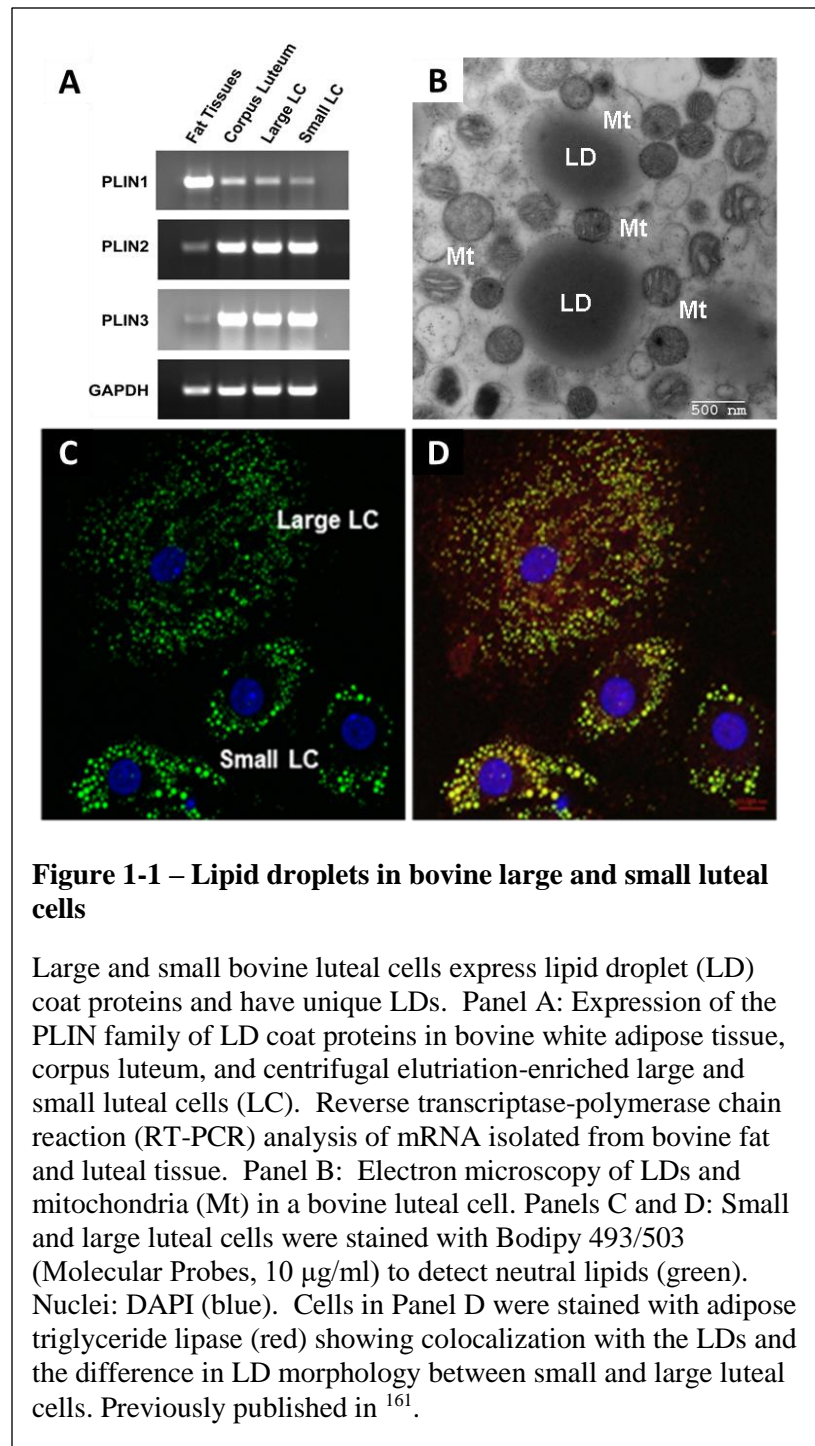 A
Fat Tissues
Corpus Luteum
Large LC
Small LC
PLIN1
PLIN2
PLIN3
GAPDH
B
Mt
LD
Mt
Mt
LD
Mt
500 nm
C
Large LC
Small LC
D
Figure 1-1 – Lipid droplets in bovine large and small luteal
cells
Large and small bovine luteal cells express lipid droplet (LD)
coat proteins and have unique LDs.  Panel A: Expression of the
PLIN family of LD coat proteins in bovine white adipose tissue,
corpus luteum, and centrifugal elutriation-enriched large and
small luteal cells (LC).  Reverse transcriptase-polymerase chain
reaction (RT-PCR) analysis of mRNA isolated from bovine fat
and luteal tissue.  Panel B:  Electron microscopy of LDs and
mitochondria (Mt) in a bovine luteal cell. Panels C and D: Small
and large luteal cells were stained with Bodipy 493/503
(Molecular Probes, 10 μg/ml) to detect neutral lipids (green).
Nuclei: DAPI (blue).  Cells in Panel D were stained with adipose
triglyceride lipase (red) showing colocalization with the LDs and
the difference in LD morphology between small and large luteal
cells. Previously published in 161.